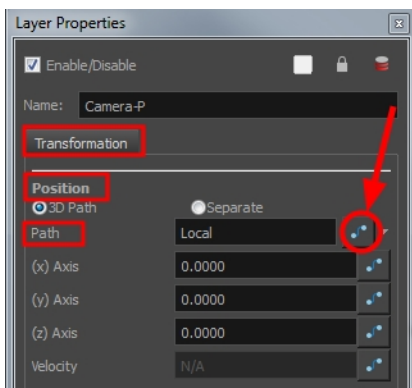 Layer Properties
Enable/Disable
Name: Camera-P
Transformation
Position
3D Path Separate
Path Local
(x) Axis 0.0000
(y) Axis 0.0000
(z) Axis 0.0000
Velocity N/A